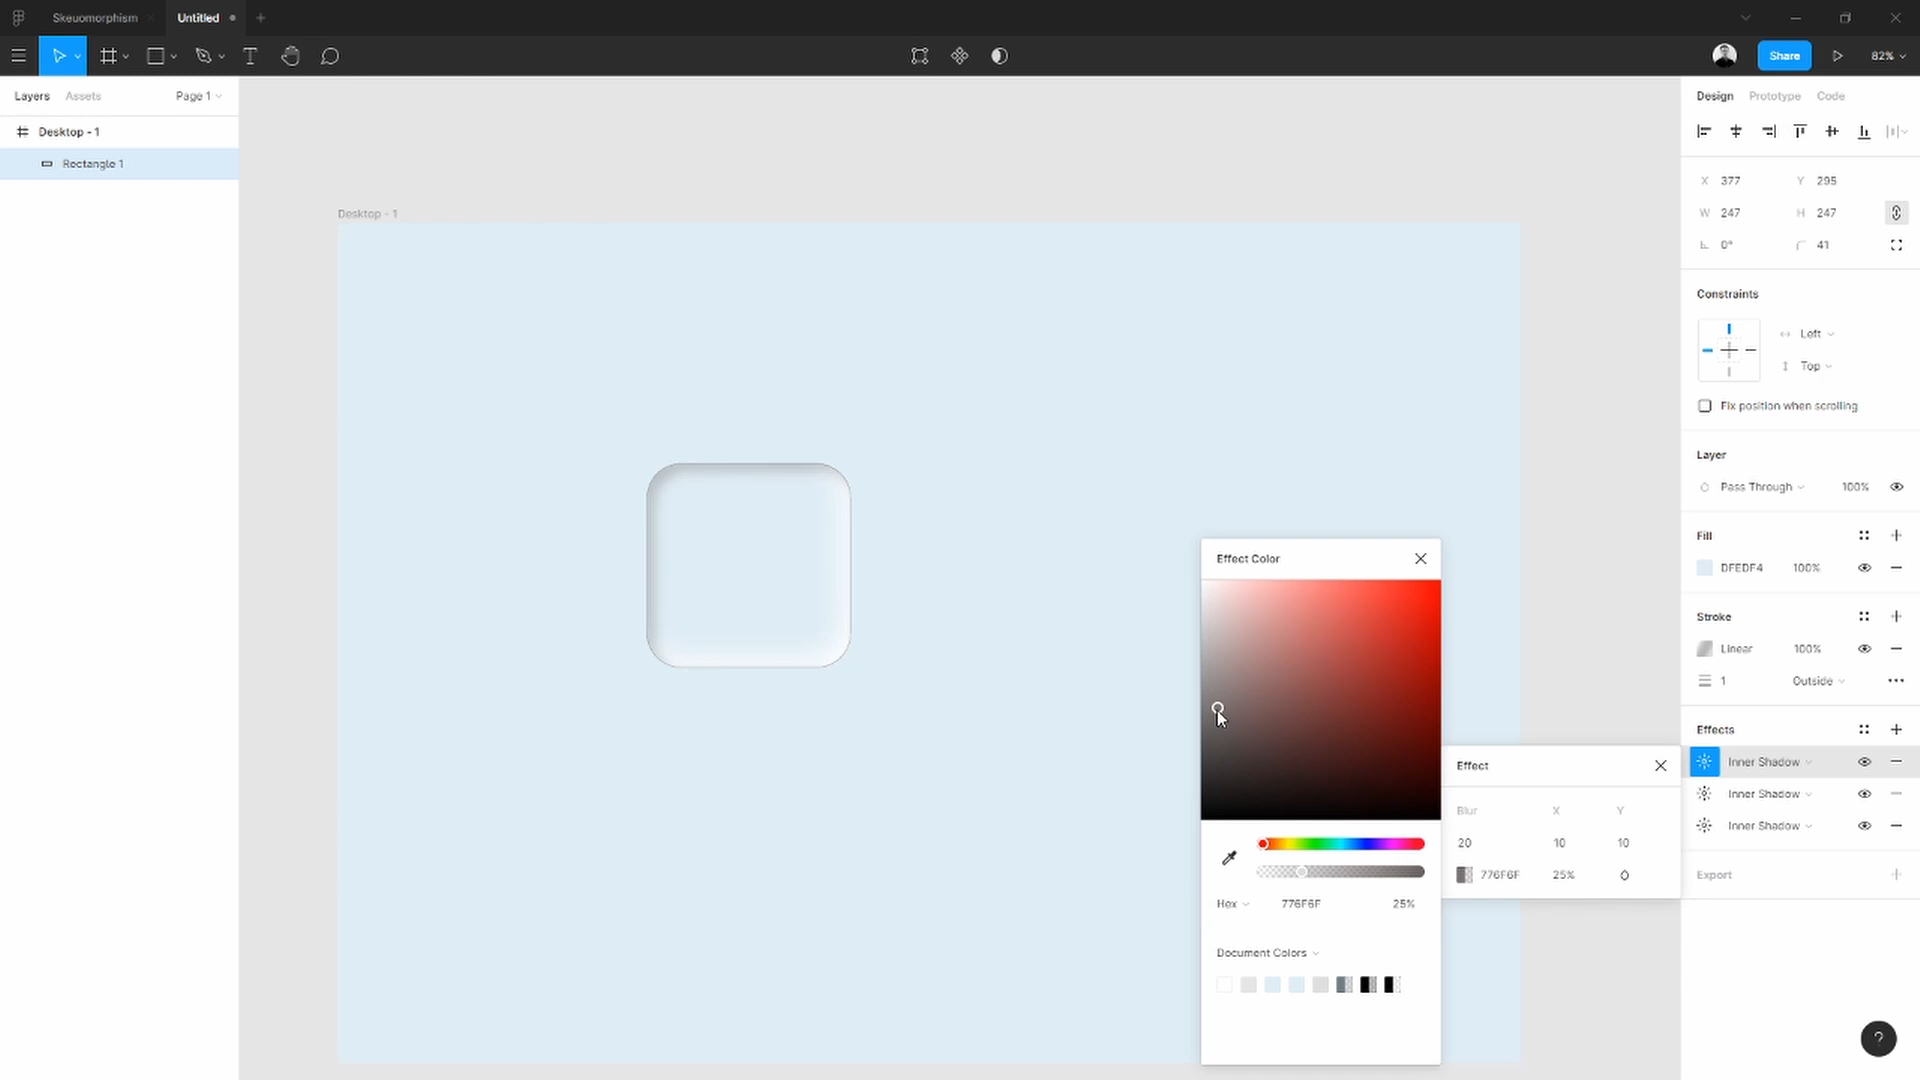 Skeuomorphism
Untitled
Share
82%
Layers Assets Page 1
Desktop - 1
Rectangle 1
Desktop - 1
Design Prototype Code
X 377 Y 295
W 247 H 247
0° 41
Constraints
Left
Top
Fix position when scrolling
Layer
Pass Through 100%
Fill
DFEDF4 100%
Stroke
Linear 100%
1 Outside
Effects
Inner Shadow
Inner Shadow
Inner Shadow
Export
Effect Color
Hex 776F6F 25%
Document Colors
Effect
Blur X Y
20 10 10
776F6F 25%
?